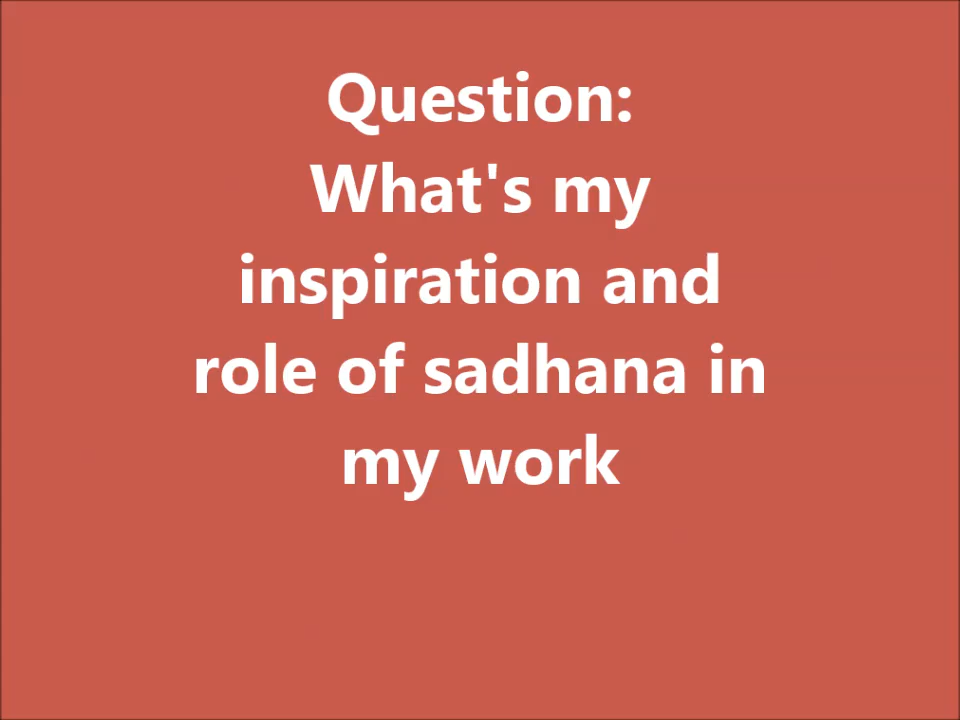 Question:
What's my
inspiration and
role of sadhana in
my work